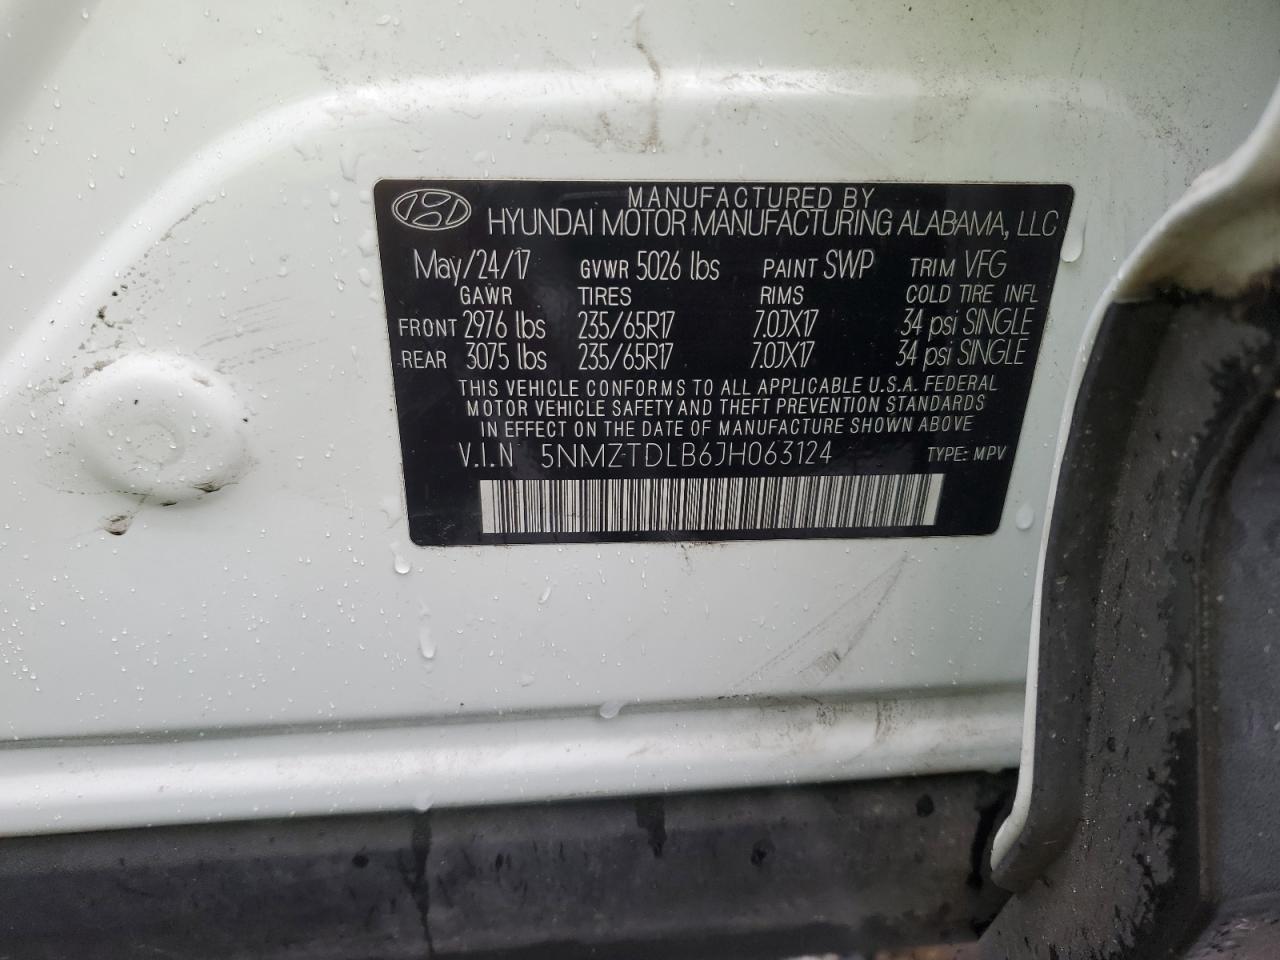 MANUFACTURED BY
HYUNDAI MOTOR MANUFACTURING ALABAMA, LLC
May/24/17 GVWR 5026 lbs PAINT SWP TRIM VFG
GAWR TIRES RIMS COLD TIRE INFL
FRONT 2976 lbs 235/65R17 7.0JX17 34 psi SINGLE
REAR 3075 lbs 235/65R17 7.0JX17 34 psi SINGLE
THIS VEHICLE CONFORMS TO ALL APPLICABLE U.S.A. FEDERAL
MOTOR VEHICLE SAFETY AND THEFT PREVENTION STANDARDS
IN EFFECT ON THE DATE OF MANUFACTURE SHOWN ABOVE
V.I.N 5NMZTDLB6JH063124 TYPE: MPV